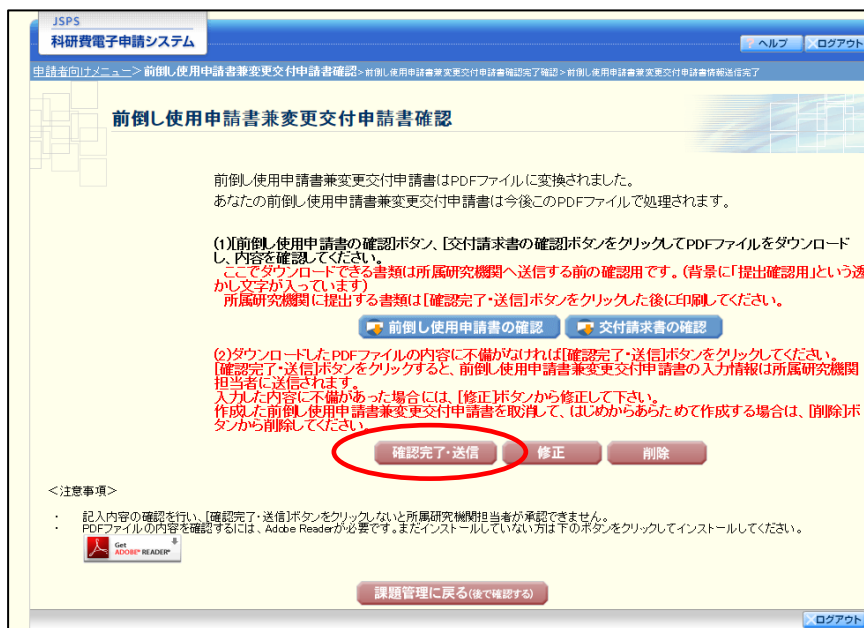 JSPS
科研費電子申請システム
? ヘルプ ×ログアウト
申請者向けメニュー>前倒し使用申請書兼変更交付申請書確認>前倒し使用申請書兼変更交付申請書確認完了確認>前倒し使用申請書兼変更交付申請書情報送信完了
前倒し使用申請書兼変更交付申請書確認
前倒し使用申請書兼変更交付申請書はPDFファイルに変換されました。
あなたの前倒し使用申請書兼変更交付申請書は今後このPDFファイルで処理されます。
(1)[前倒し使用申請書の確認]ボタン、[交付請求書の確認]ボタンをクリックしてPDFファイルをダウンロード
し、内容を確認してください。
ここでダウンロードできる書類は所属研究機関へ送信する前の確認用です。(背景に「提出確認用」という透
かし文字が入っています)
所属研究機関に提出する書類は[確認完了・送信]ボタンをクリックした後に印刷してください。
前倒し使用申請書の確認 交付請求書の確認
(2)ダウンロードしたPDFファイルの内容に不備がなければ[確認完了・送信]ボタンをクリックしてください。
[確認完了・送信]ボタンをクリックすると、前倒し使用申請書兼変更交付申請書の入力情報は所属研究機関
担当者に送信されます。
入力した内容に不備があった場合には、[修正]ボタンから修正して下さい。
作成した前倒し使用申請書兼変更交付申請書を取消して、はじめからあらためて作成する場合は、[削除]ボ
タンから削除してください。
確認完了・送信 修正 削除
<注意事項>
・ 記入内容の確認を行い、[確認完了・送信]ボタンをクリックしないと所属研究機関担当者が承認できません。
・ PDFファイルの内容を確認するには、Adobe Readerが必要です。まだインストールしていない方は下のボタンをクリックしてインストールしてください。
Get
ADOBE® READER®
課題管理に戻る(後で確認する)
×ログアウト